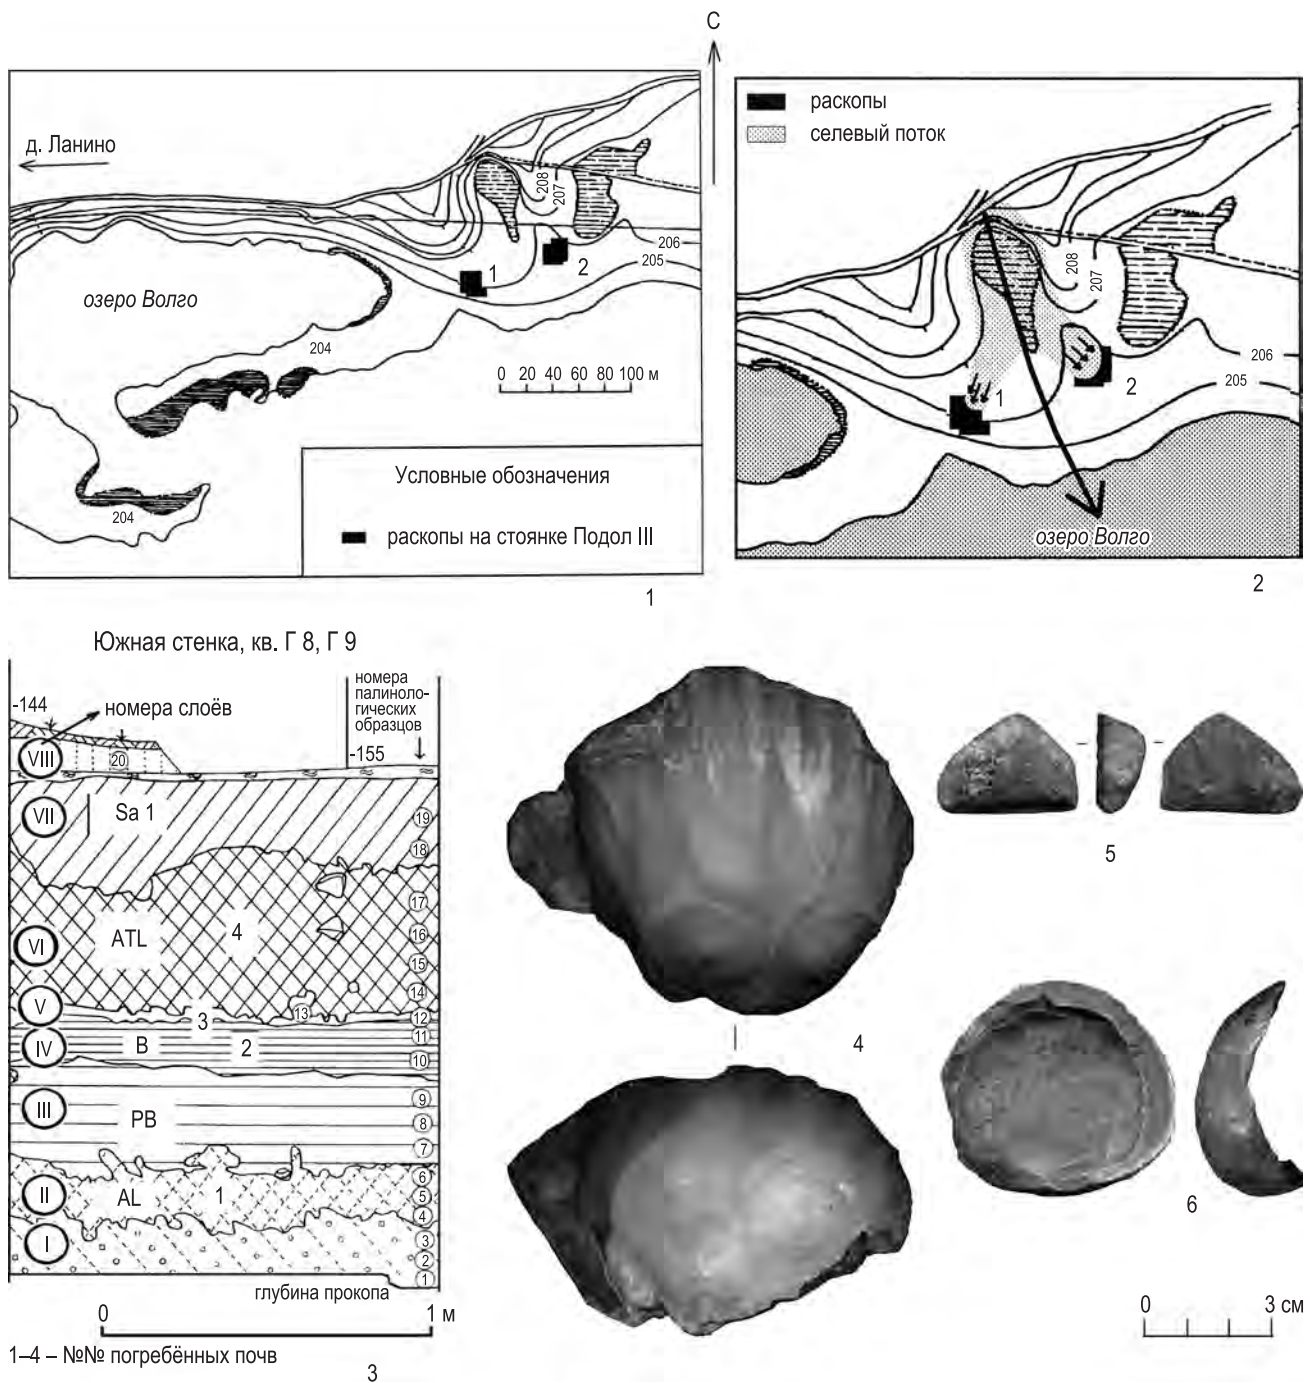 С
д. Ланино
208
207
206
205
1
2
озеро Волго
204
0 20 40 60 80 100 м
204
Условные обозначения
раскопы на стоянке Подол III
1
раскопы
селевый поток
208
207
206
205
1
2
озеро Волго
2
Южная стенка, кв. Г 8, Г 9
-144
номера слоёв
номера
палиноло-
гических
образцов
-155
VIII
20
VII
Sa 1
19
18
VI
ATL
4
17
16
15
14
V
3
13
12
IV
B
2
11
10
III
PB
9
8
7
II
AL
1
6
5
4
I
3
2
1
глубина прокопа
0
1 м
1–4 – №№ погребённых почв
3
4
5
6
0
3 см